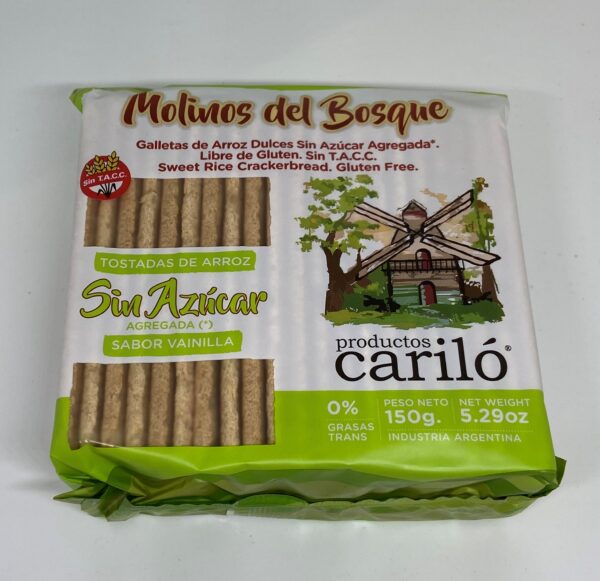 Molinos del Bosque
Galletas de Arroz Dulces Sin Azúcar Agregada*.
Libre de Gluten. Sin T.A.C.C.
Sweet Rice Crackerbread. Gluten Free.
Sin T.A.C.C.
TOSTADAS DE ARROZ
Sin Azúcar
AGREGADA (*)
SABOR VAINILLA
productos
cariló®
0%
GRASAS
TRANS
PESO NETO
150g.
NET WEIGHT
5.29oz
INDUSTRIA ARGENTINA